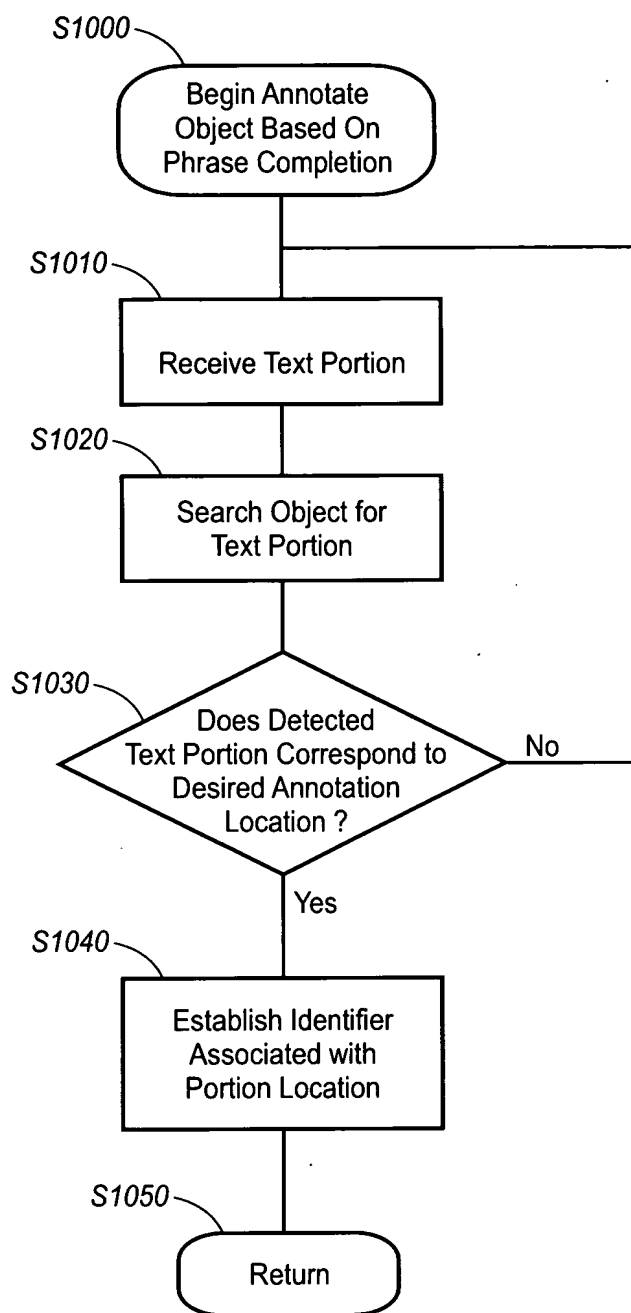 S1000
Begin Annotate
Object Based On
Phrase Completion
S1010
Receive Text Portion
S1020
Search Object for
Text Portion
S1030
Does Detected
Text Portion Correspond to
Desired Annotation
Location ?
No
Yes
S1040
Establish Identifier
Associated with
Portion Location
S1050
Return